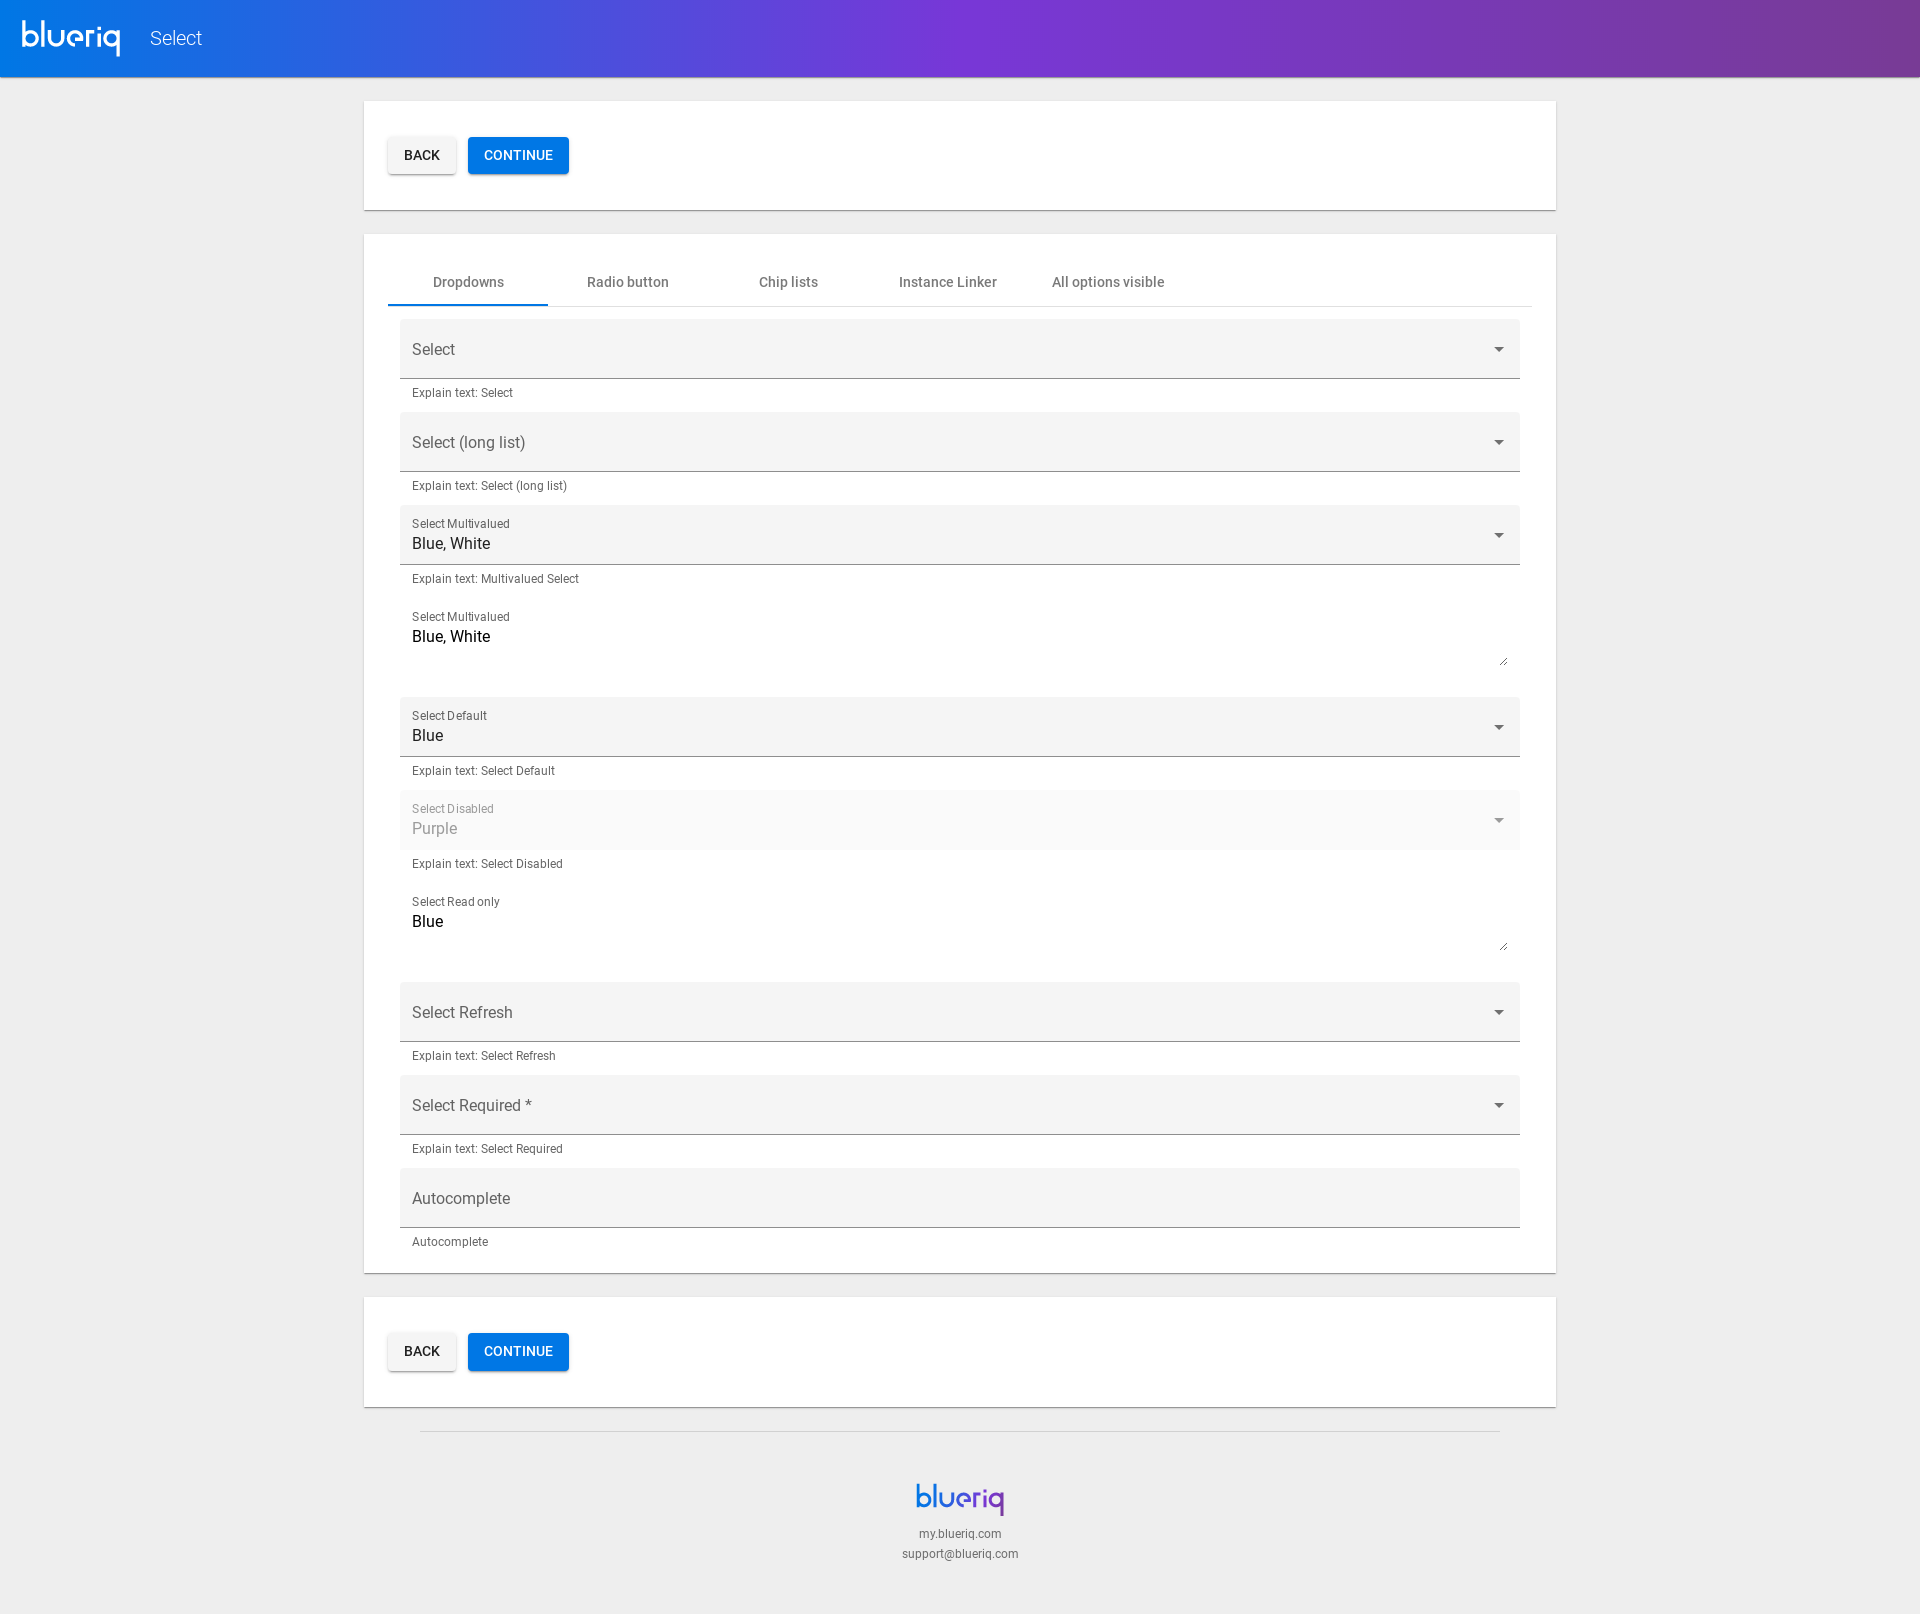 blueriq Select
BACK CONTINUE
Dropdowns Radio button Chip lists Instance Linker All options visible
Select
Explain text: Select
Select (long list)
Explain text: Select (long list)
Select Multivalued
Blue, White
Explain text: Multivalued Select
Select Multivalued
Blue, White
Select Default
Blue
Explain text: Select Default
Select Disabled
Purple
Explain text: Select Disabled
Select Read only
Blue
Select Refresh
Explain text: Select Refresh
Select Required *
Explain text: Select Required
Autocomplete
Autocomplete
BACK CONTINUE
blueriq
my.blueriq.com
support@blueriq.com